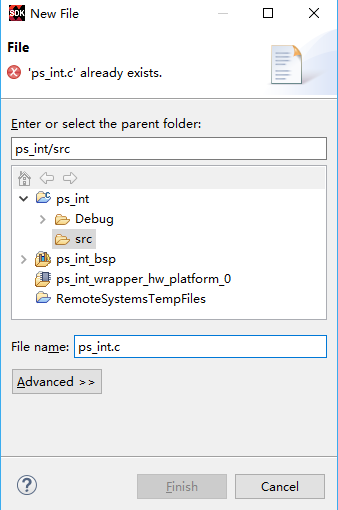 SDK New File
File
'ps_int.c' already exists.
Enter or select the parent folder:
ps_int/src
ps_int
Debug
src
ps_int_bsp
ps_int_wrapper_hw_platform_0
RemoteSystemsTempFiles
File name: ps_int.c
Advanced >>
? Finish Cancel